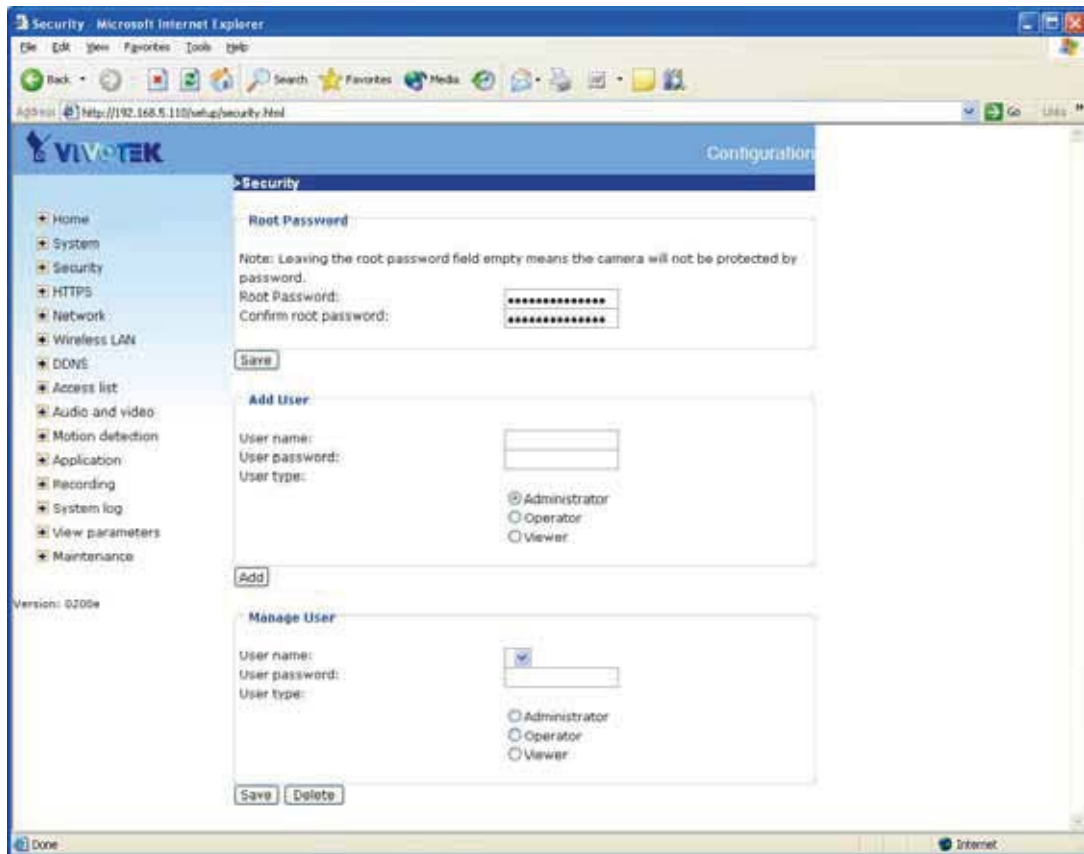 Security - Microsoft Internet Explorer
File Edit View Favorites Tools Help
Back Search Favorites Media
Address http://192.168.5.110/setup/security.html Go Links »
VIVOTEK
Configuration
>Security
Home
System
Security
HTTPS
Network
Wireless LAN
DDNS
Access list
Audio and video
Motion detection
Application
Recording
System log
View parameters
Maintenance
Version: 0200e
Root Password
Note: Leaving the root password field empty means the camera will not be protected by
password.
Root Password: ••••••••••••••
Confirm root password: ••••••••••••••
Save
Add User
User name:
User password:
User type:
Administrator
Operator
Viewer
Add
Manage User
User name:
User password:
User type:
Administrator
Operator
Viewer
Save Delete
Done Internet